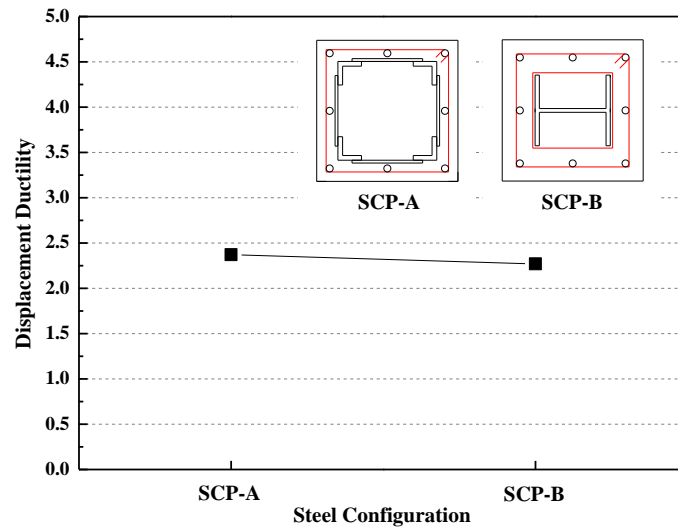 5.0
4.5
4.0
3.5
3.0
2.5
2.0
1.5
1.0
0.5
0.0
Displacement Ductility
SCP-A
SCP-B
SCP-A
SCP-B
Steel Configuration